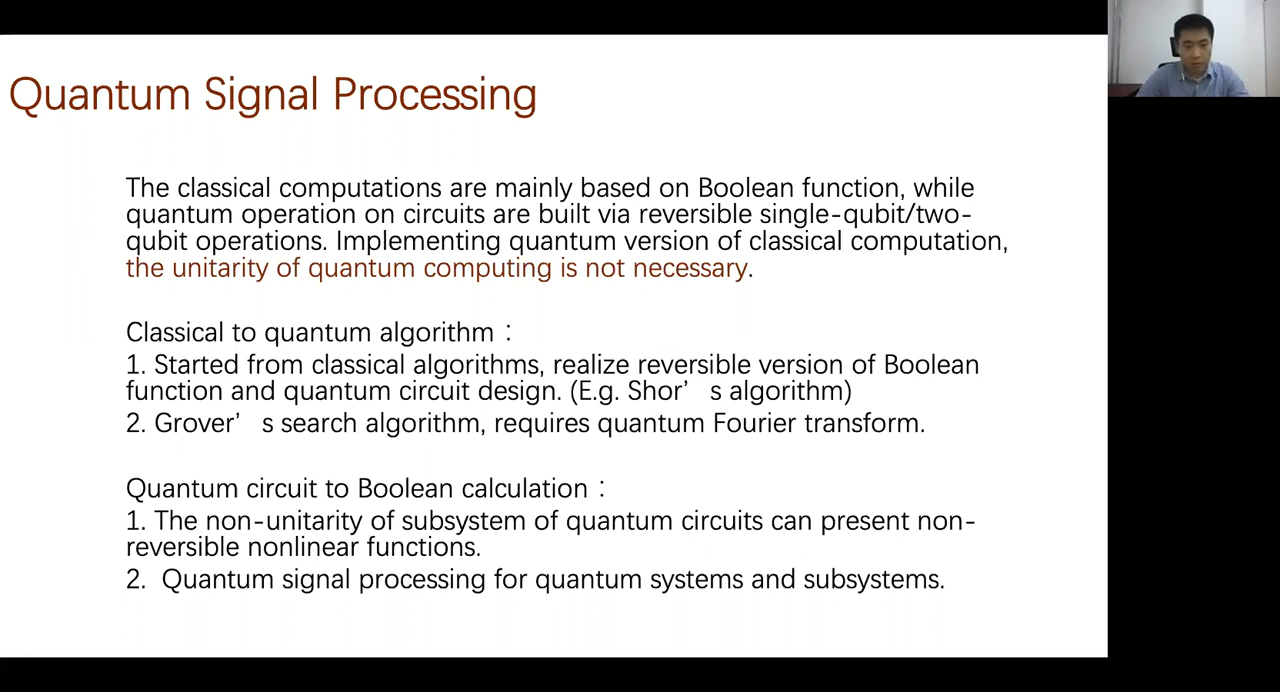 Quantum Signal Processing
The classical computations are mainly based on Boolean function, while
quantum operation on circuits are built via reversible single-qubit/two-
qubit operations. Implementing quantum version of classical computation,
the unitarity of quantum computing is not necessary.
Classical to quantum algorithm：
1. Started from classical algorithms, realize reversible version of Boolean
function and quantum circuit design. (E.g. Shor’s algorithm)
2. Grover’s search algorithm, requires quantum Fourier transform.
Quantum circuit to Boolean calculation：
1. The non-unitarity of subsystem of quantum circuits can present non-
reversible nonlinear functions.
2. Quantum signal processing for quantum systems and subsystems.